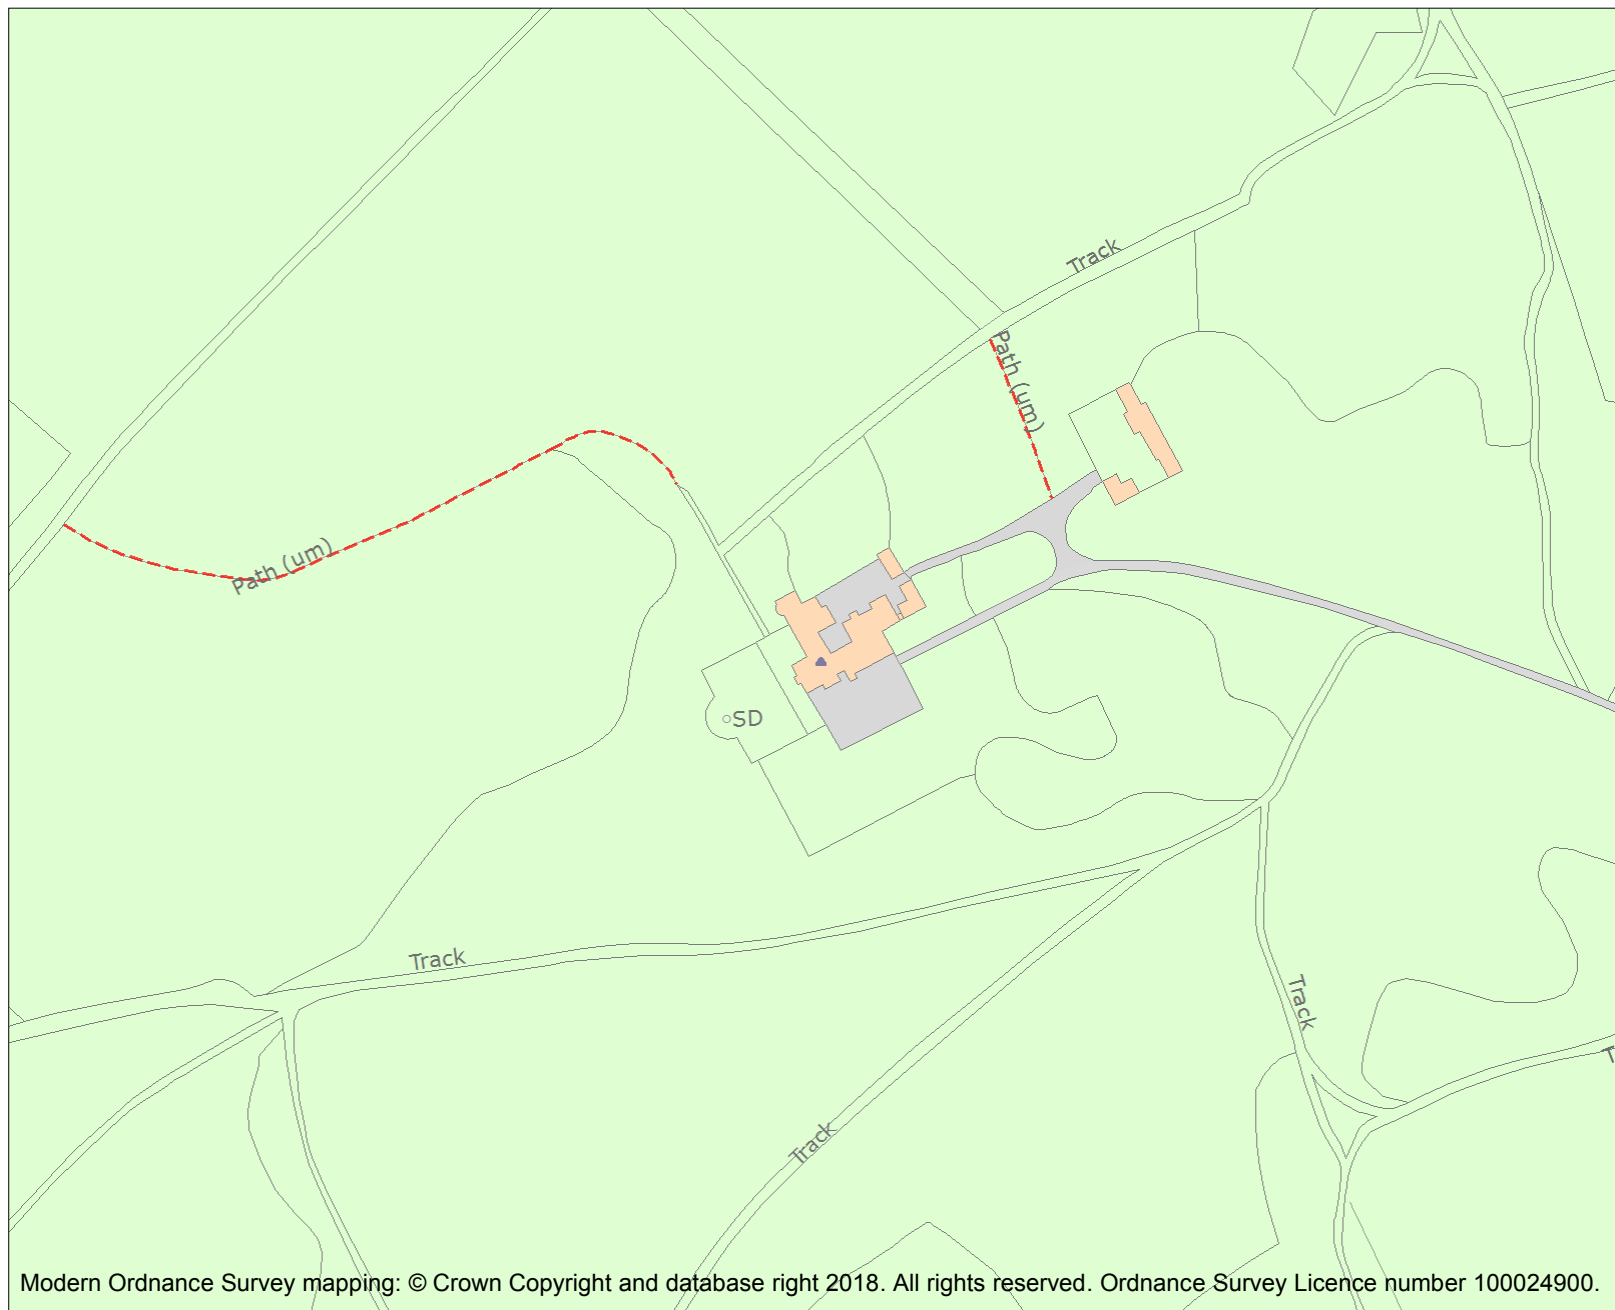 Track
Path (um)
Path (um)
SD
Track
Track
Track
Modern Ordnance Survey mapping: © Crown Copyright and database right 2018. All rights reserved. Ordnance Survey Licence number 100024900.